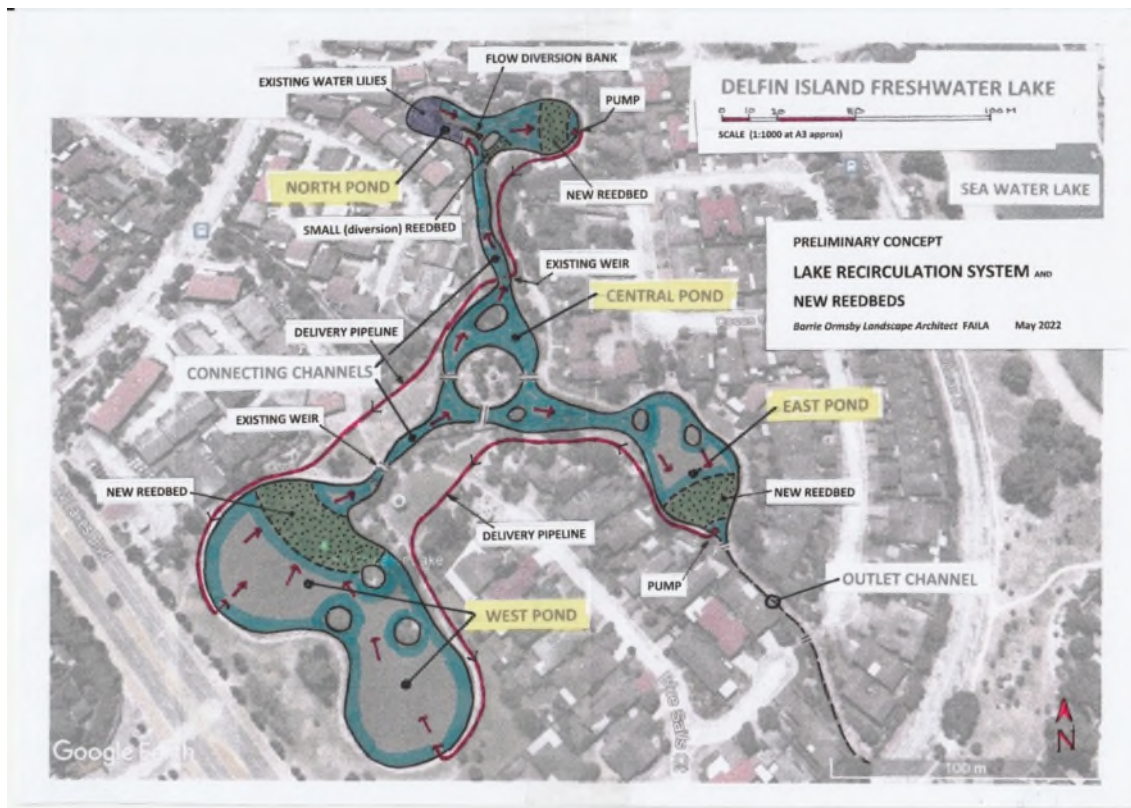 FLOW DIVERSION BANK
EXISTING WATER LILIES
PUMP
DELFIN ISLAND FRESHWATER LAKE
100 M
SCALE (1:1000 at A3 approx)
NORTH POND
NEW REEDBED
SEA WATER LAKE
SMALL (diversion) REEDBED
EXISTING WEIR
PRELIMINARY CONCEPT
LAKE RECIRCULATION SYSTEM AND
NEW REEDBEDS
Barrie Ormsby Landscape Architect FAILA May 2022
CENTRAL POND
DELIVERY PIPELINE
CONNECTING CHANNELS
EAST POND
EXISTING WEIR
NEW REEDBED
NEW REEDBED
DELIVERY PIPELINE
PUMP
OUTLET CHANNEL
WEST POND
The Sails
Google Earth
N
100 m